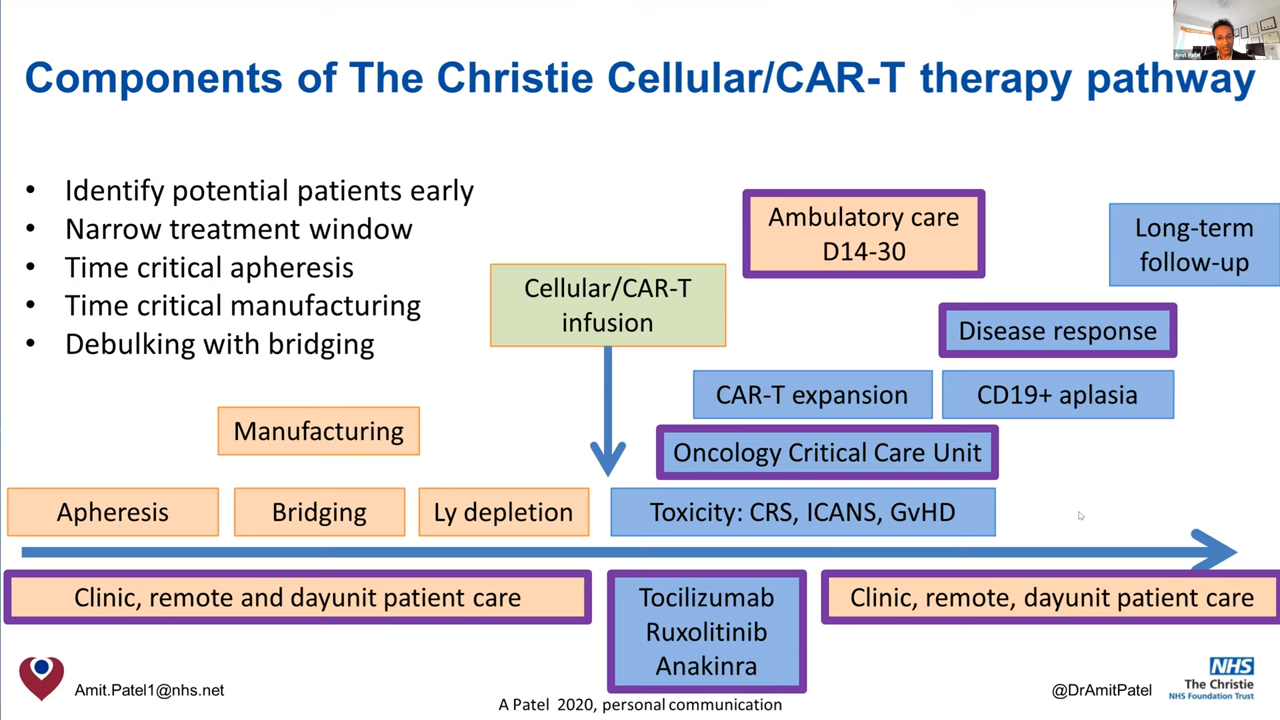 Amit Patel
Components of The Christie Cellular/CAR-T therapy pathway
• Identify potential patients early
• Narrow treatment window
• Time critical apheresis
• Time critical manufacturing
• Debulking with bridging
Cellular/CAR-T
infusion
Ambulatory care
D14-30
Long-term
follow-up
Disease response
CAR-T expansion
CD19+ aplasia
Manufacturing
Oncology Critical Care Unit
Apheresis
Bridging
Ly depletion
Toxicity: CRS, ICANS, GvHD
Clinic, remote and dayunit patient care
Tocilizumab
Ruxolitinib
Anakinra
Clinic, remote, dayunit patient care
Amit.Patel1@nhs.net
A Patel 2020, personal communication
@DrAmitPatel
NHS
The Christie
NHS Foundation Trust